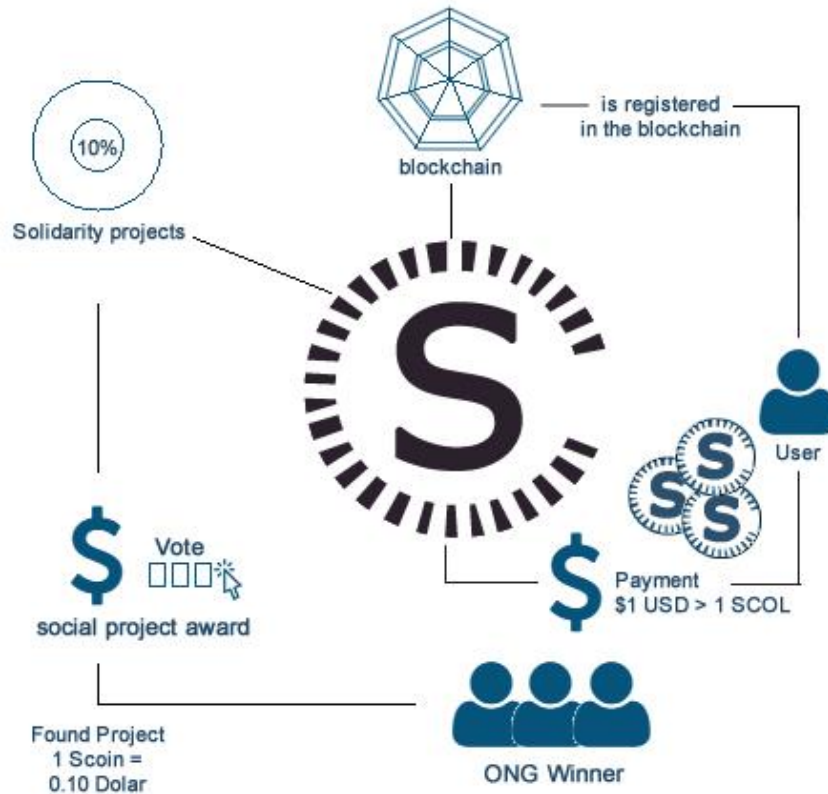 blockchain
is registered
in the blockchain
10%
Solidarity projects
S
User
S
S
S
Payment
$1 USD > 1 SCOL
$
$
Vote
social project award
ONG Winner
Found Project
1 Scoin =
0.10 Dolar